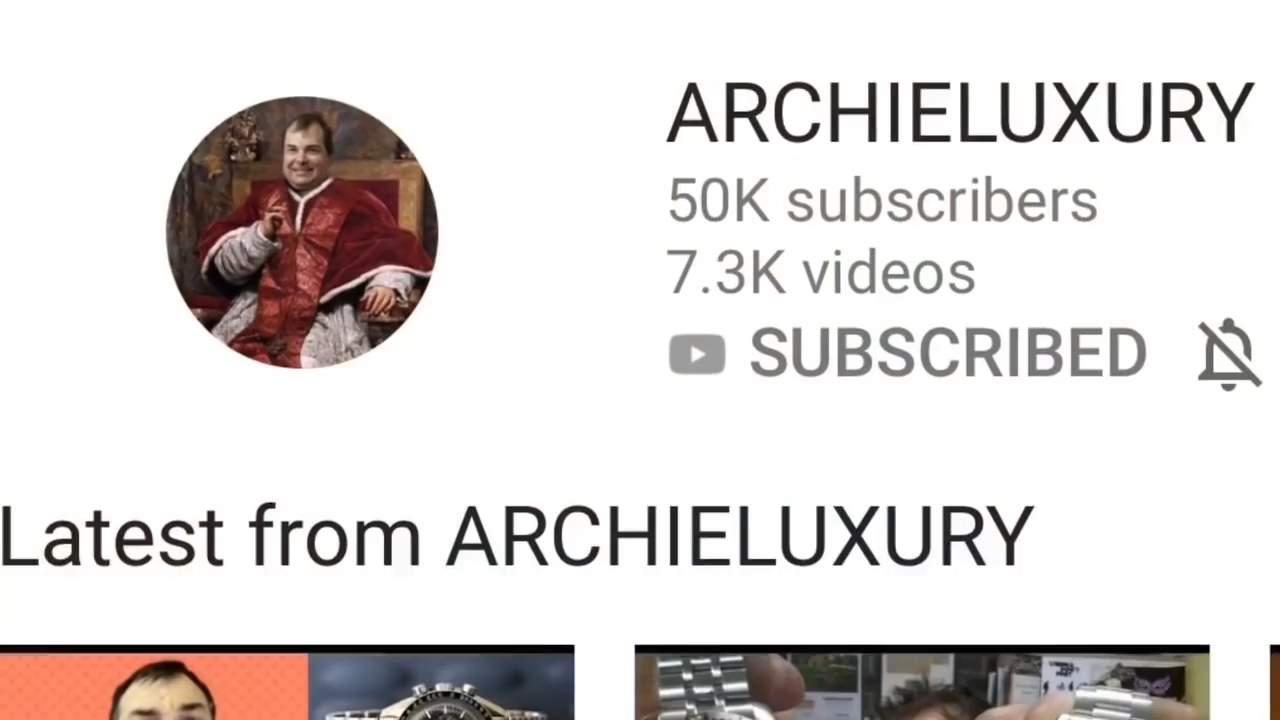 ARCHIELUXURY
50K subscribers
7.3K videos
SUBSCRIBED
Latest from ARCHIELUXURY